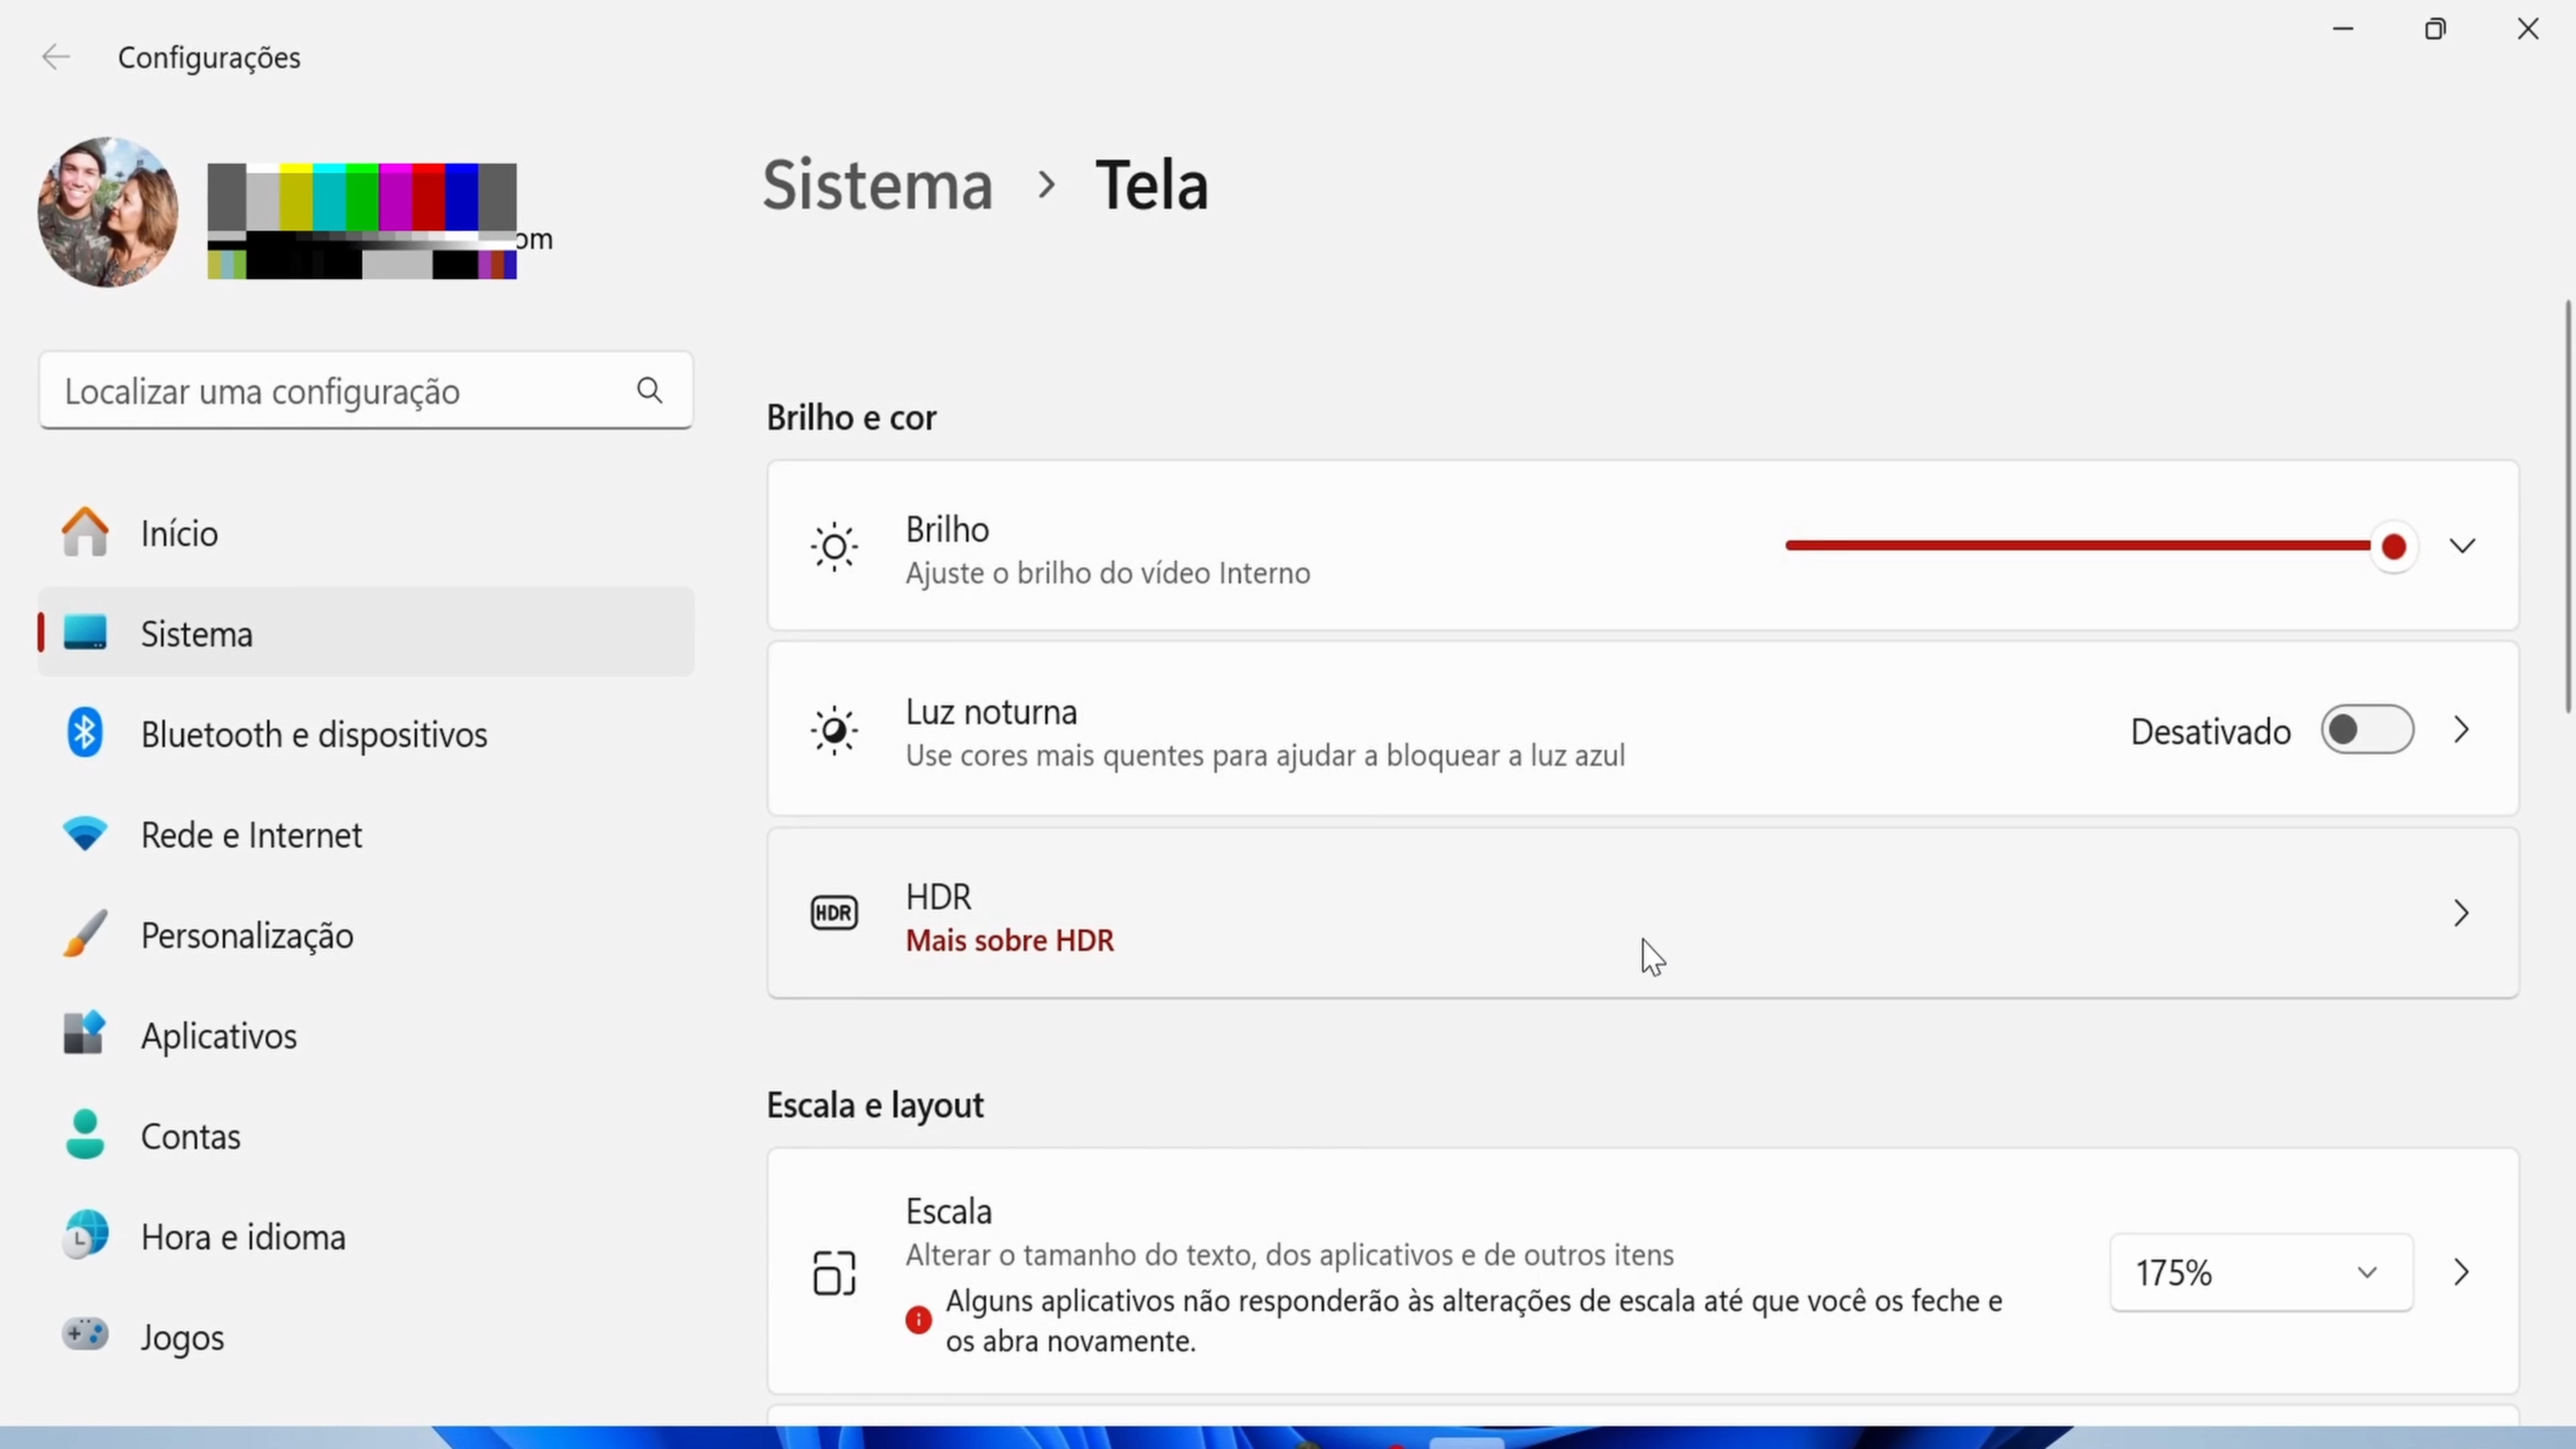 Configurações
om
Localizar uma configuração
Início
Sistema
Bluetooth e dispositivos
Rede e Internet
Personalização
Aplicativos
Contas
Hora e idioma
Jogos
Sistema > Tela
Brilho e cor
Brilho
Ajuste o brilho do vídeo Interno
Luz noturna
Use cores mais quentes para ajudar a bloquear a luz azul
Desativado
HDR
HDR
Mais sobre HDR
Escala e layout
Escala
Alterar o tamanho do texto, dos aplicativos e de outros itens
Alguns aplicativos não responderão às alterações de escala até que você os feche e
os abra novamente.
175%